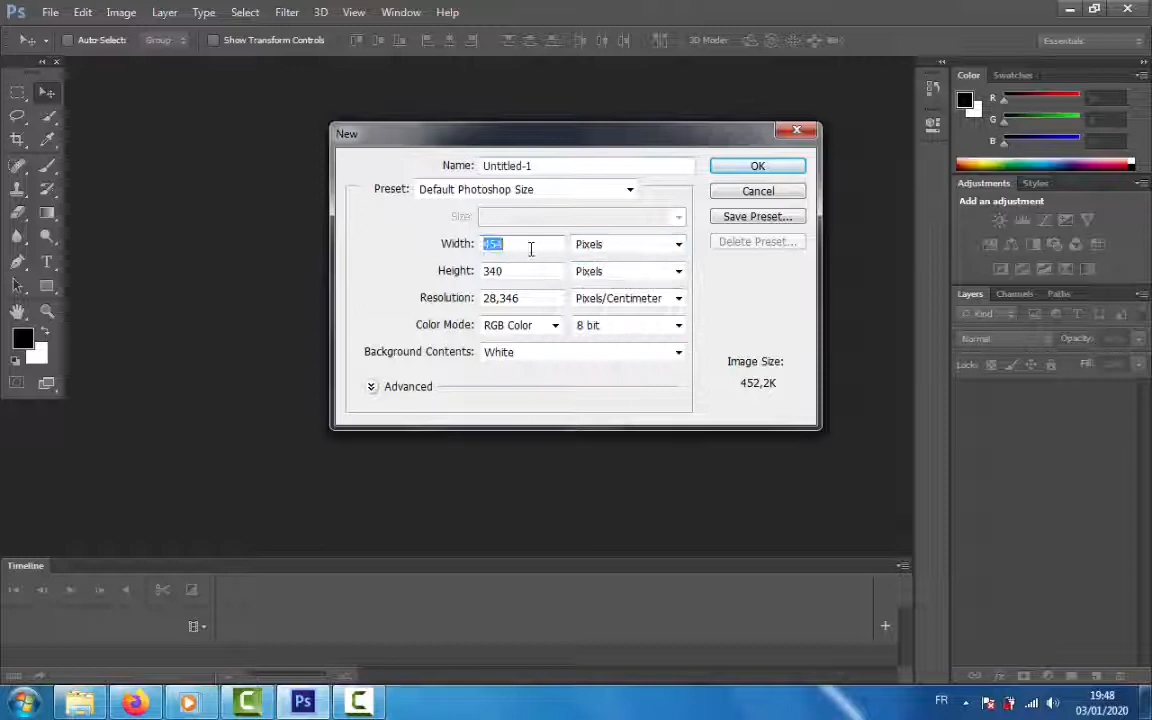 Ps File Edit Image Layer Type Select Filter 3D View Window Help
Auto-Select: Group Show Transform Controls 3D Mode: Essentials
Color Swatches
R
G
B
Adjustments Styles
Add an adjustment
Layers Channels Paths
Kind
Normal Opacity:
Lock: Fill:
New
Name: Untitled-1 OK
Preset: Default Photoshop Size Cancel
Size: Save Preset...
Width: 454 Pixels Delete Preset...
Height: 340 Pixels
Resolution: 28,346 Pixels/Centimeter
Color Mode: RGB Color 8 bit
Background Contents: White
Image Size:
452,2K
Advanced
Timeline
Ps FR 19:48
03/01/2020